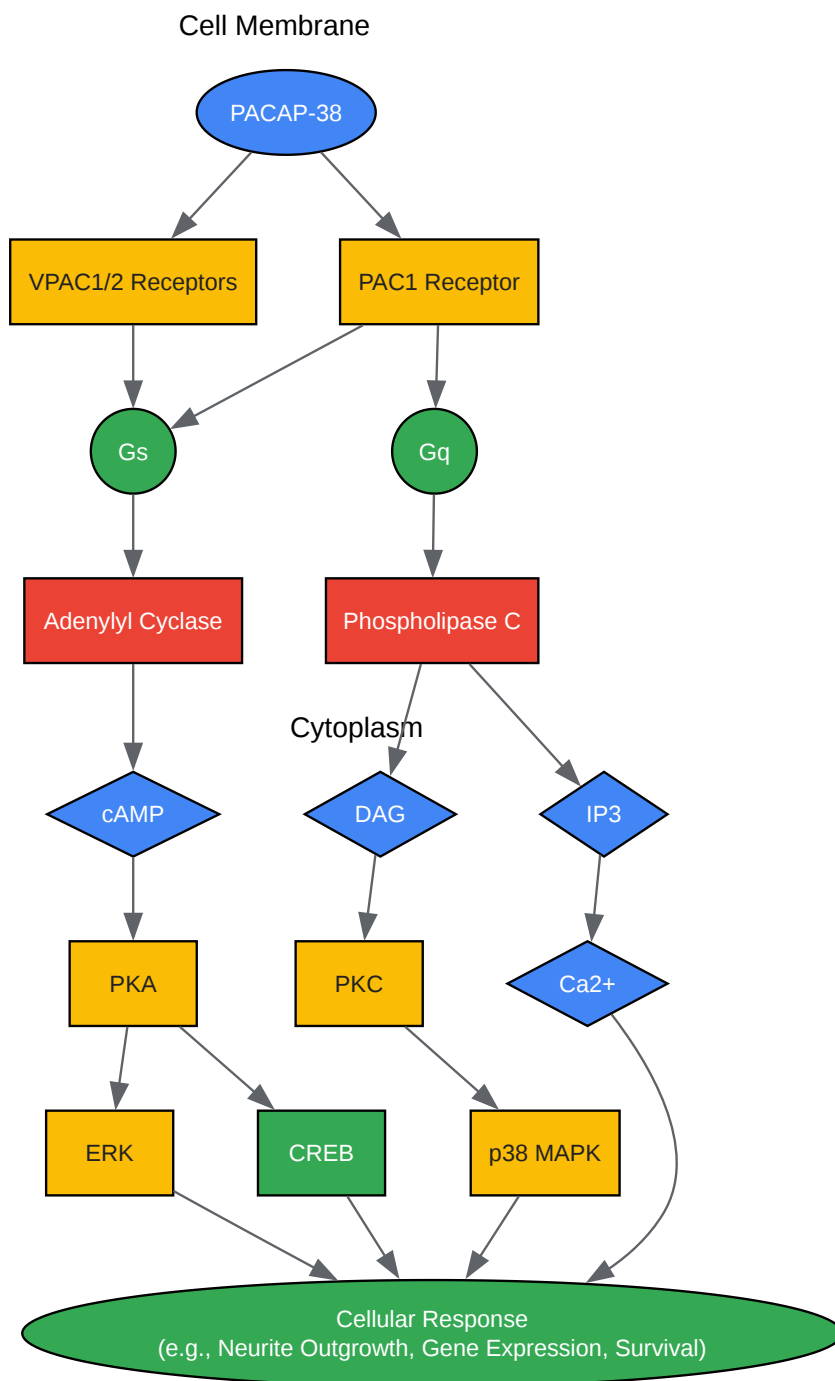 Cell Membrane
PACAP-38
VPAC1/2 Receptors
PAC1 Receptor
Gs
Gq
Adenylyl Cyclase
Phospholipase C
Cytoplasm
cAMP
DAG
IP3
PKA
PKC
Ca2+
ERK
CREB
p38 MAPK
Cellular Response
(e.g., Neurite Outgrowth, Gene Expression, Survival)